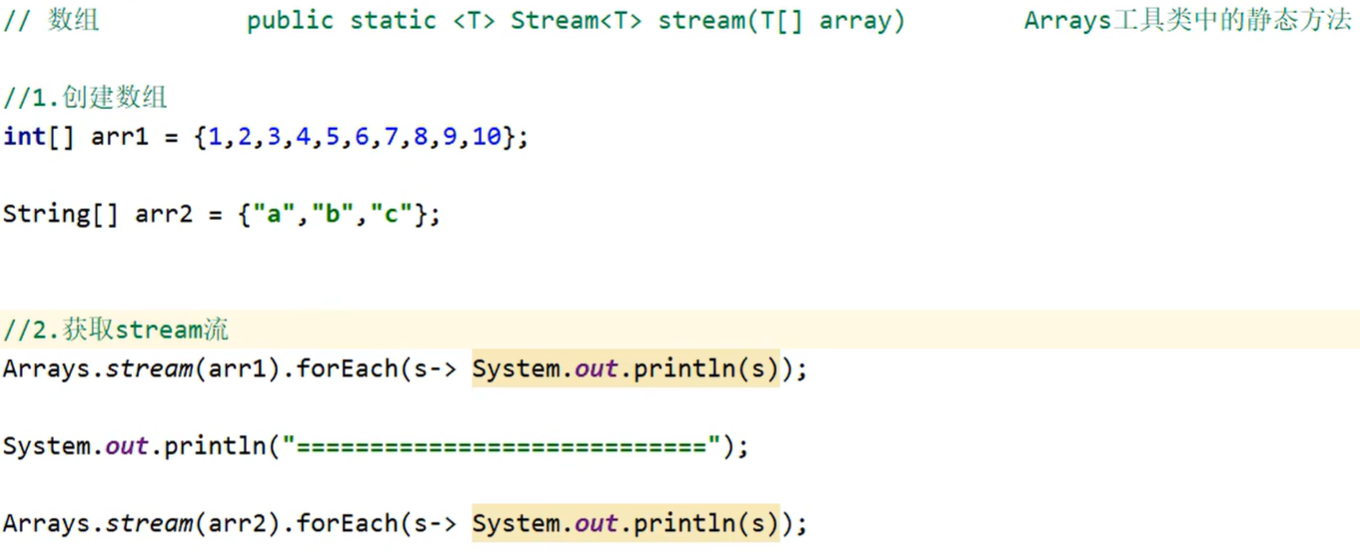 // 数组 public static <T> Stream<T> stream(T[] array) Arrays工具类中的静态方法
//1.创建数组
int[] arr1 = {1,2,3,4,5,6,7,8,9,10};
String[] arr2 = {"a","b","c"};
//2.获取stream流
Arrays.stream(arr1).forEach(s-> System.out.println(s));
System.out.println("============================");
Arrays.stream(arr2).forEach(s-> System.out.println(s));